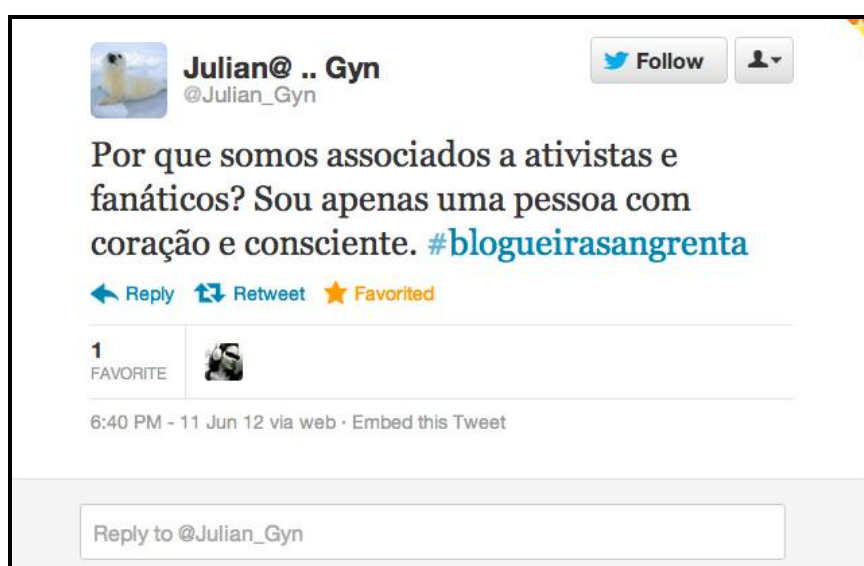 Julian@ .. Gyn
Follow
@Julian_Gyn
Por que somos associados a ativistas e
fanáticos? Sou apenas uma pessoa com
coração e consciente. #blogueirasangrenta
Reply Retweet Favorited
1
FAVORITE
6:40 PM - 11 Jun 12 via web · Embed this Tweet
Reply to @Julian_Gyn